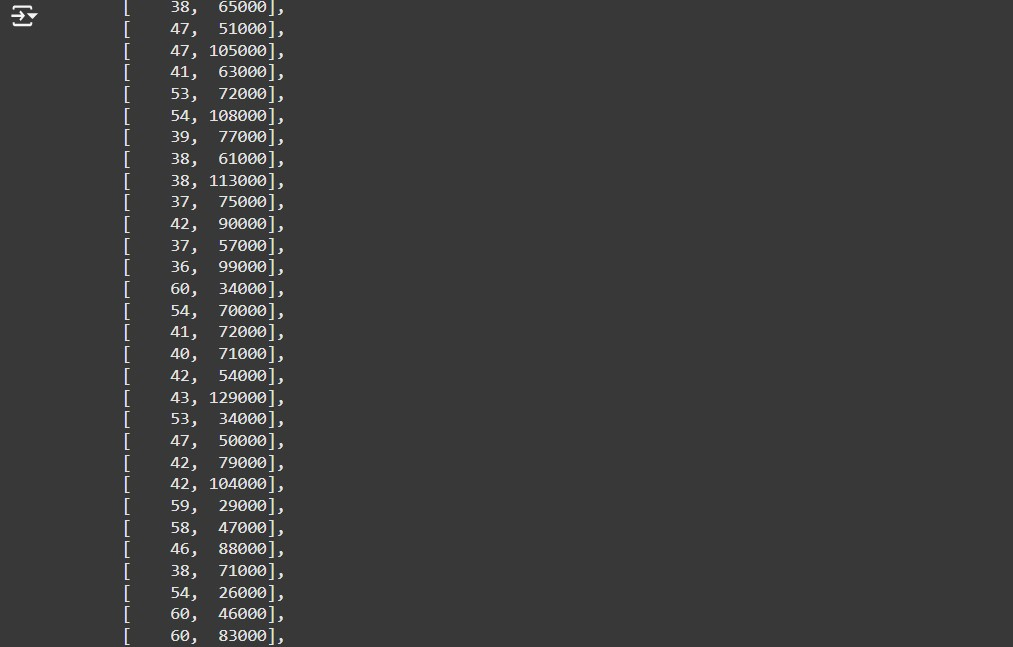 [    38,  65000],
[    47,  51000],
[    47, 105000],
[    41,  63000],
[    53,  72000],
[    54, 108000],
[    39,  77000],
[    38,  61000],
[    38, 113000],
[    37,  75000],
[    42,  90000],
[    37,  57000],
[    36,  99000],
[    60,  34000],
[    54,  70000],
[    41,  72000],
[    40,  71000],
[    42,  54000],
[    43, 129000],
[    53,  34000],
[    47,  50000],
[    42,  79000],
[    42, 104000],
[    59,  29000],
[    58,  47000],
[    46,  88000],
[    38,  71000],
[    54,  26000],
[    60,  46000],
[    60,  83000],